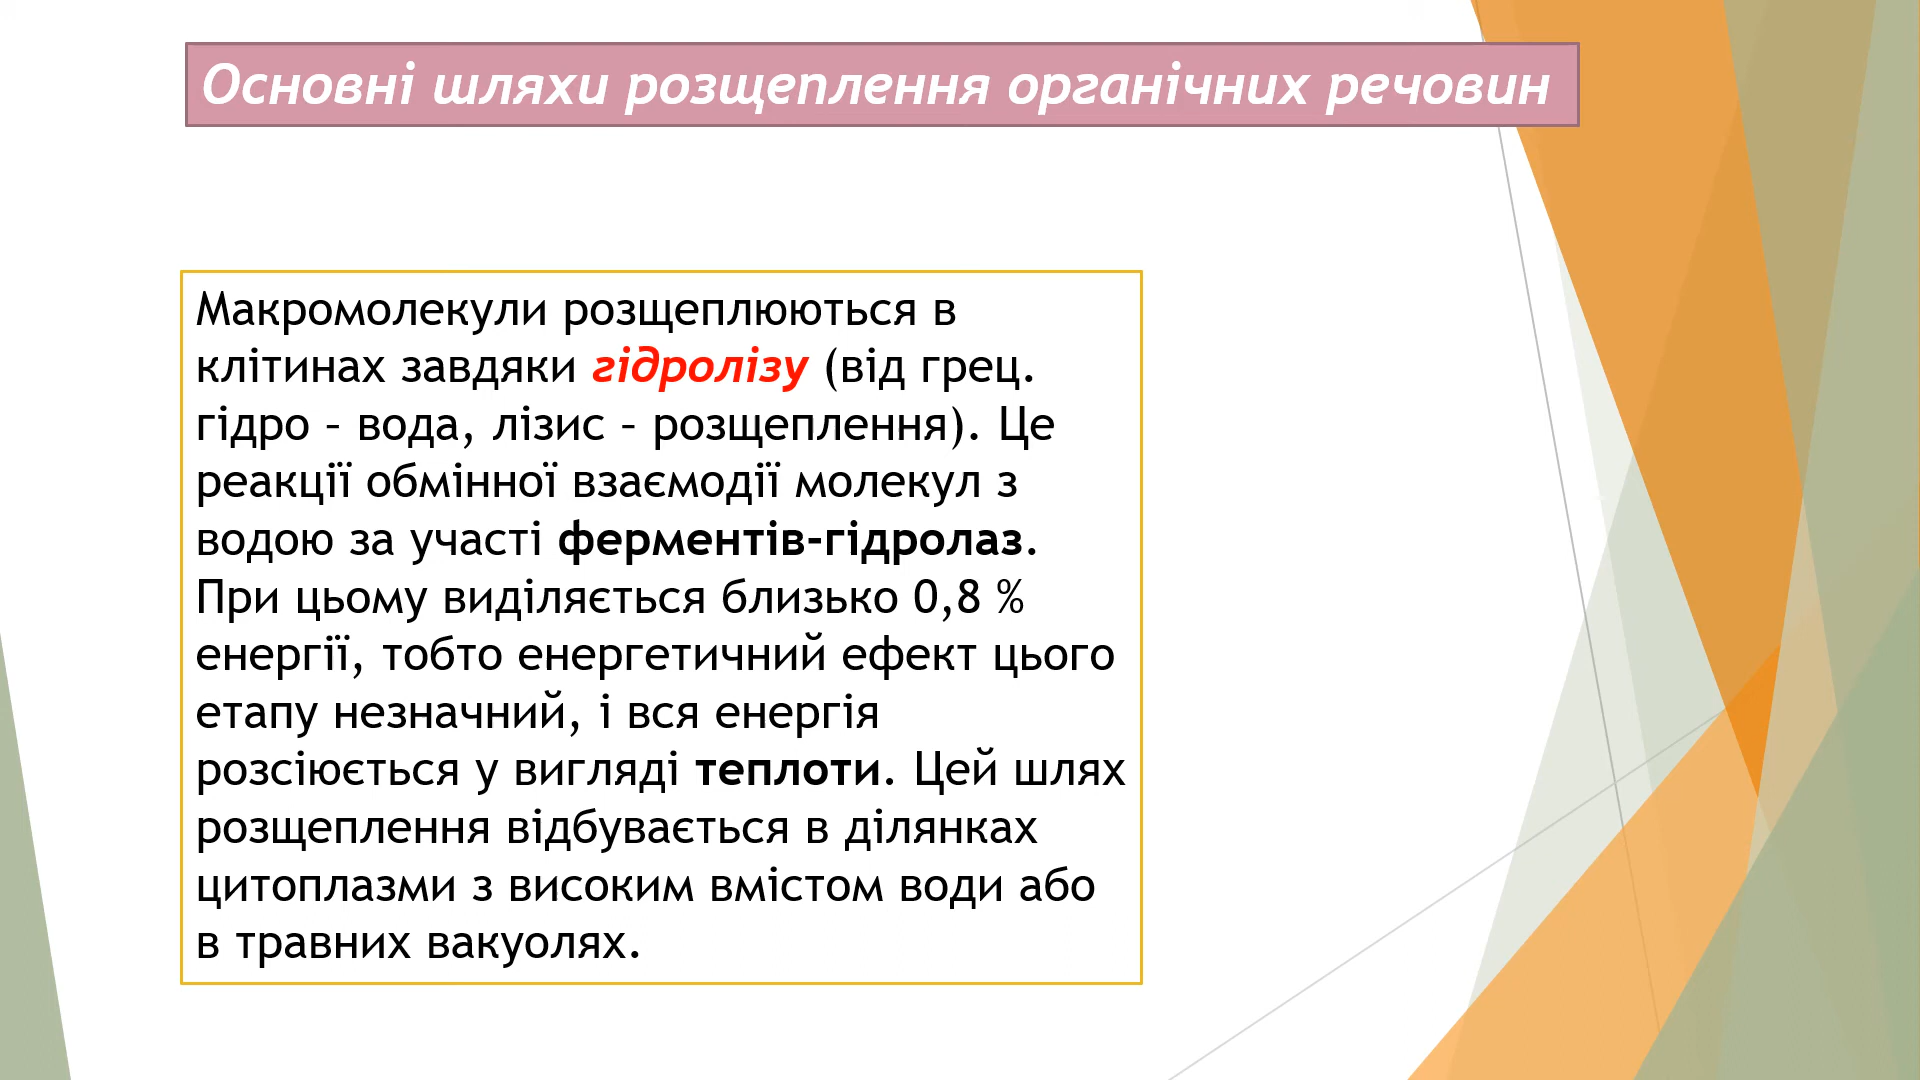 Основні шляхи розщеплення органічних речовин
Макромолекули розщеплюються в
клітинах завдяки гідролізу (від грец.
гідро – вода, лізис – розщеплення). Це
реакції обмінної взаємодії молекул з
водою за участі ферментів-гідролаз.
При цьому виділяється близько 0,8 %
енергії, тобто енергетичний ефект цього
етапу незначний, і вся енергія
розсіюється у вигляді теплоти. Цей шлях
розщеплення відбувається в ділянках
цитоплазми з високим вмістом води або
в травних вакуолях.